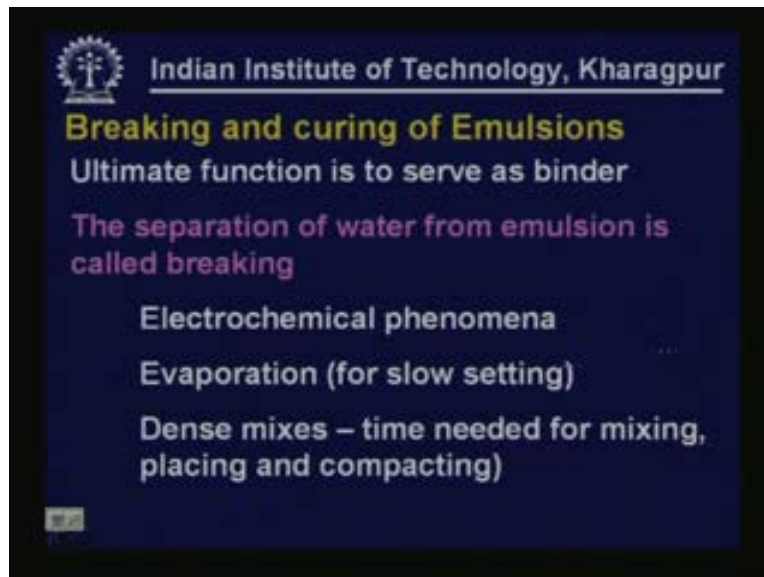 Indian Institute of Technology, Kharagpur
Breaking and curing of Emulsions
Ultimate function is to serve as binder
The separation of water from emulsion is
called breaking
Electrochemical phenomena
Evaporation (for slow setting)
Dense mixes – time needed for mixing,
placing and compacting)